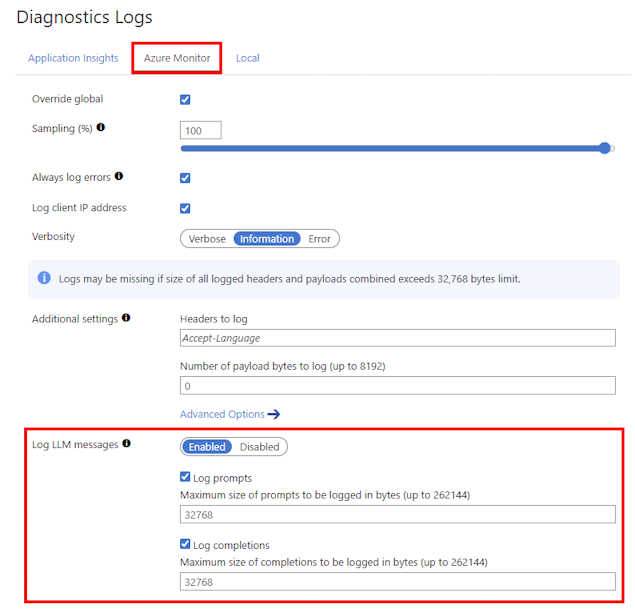 Diagnostics Logs
Application Insights
Azure Monitor
Local
Override global
Sampling (%)
100
Always log errors
Log client IP address
Verbosity
Verbose
Information
Error
Logs may be missing if size of all logged headers and payloads combined exceeds 32,768 bytes limit.
Additional settings
Headers to log
Accept-Language
Number of payload bytes to log (up to 8192)
0
Advanced Options
Log LLM messages
Enabled
Disabled
Log prompts
Maximum size of prompts to be logged in bytes (up to 262144)
32768
Log completions
Maximum size of completions to be logged in bytes (up to 262144)
32768